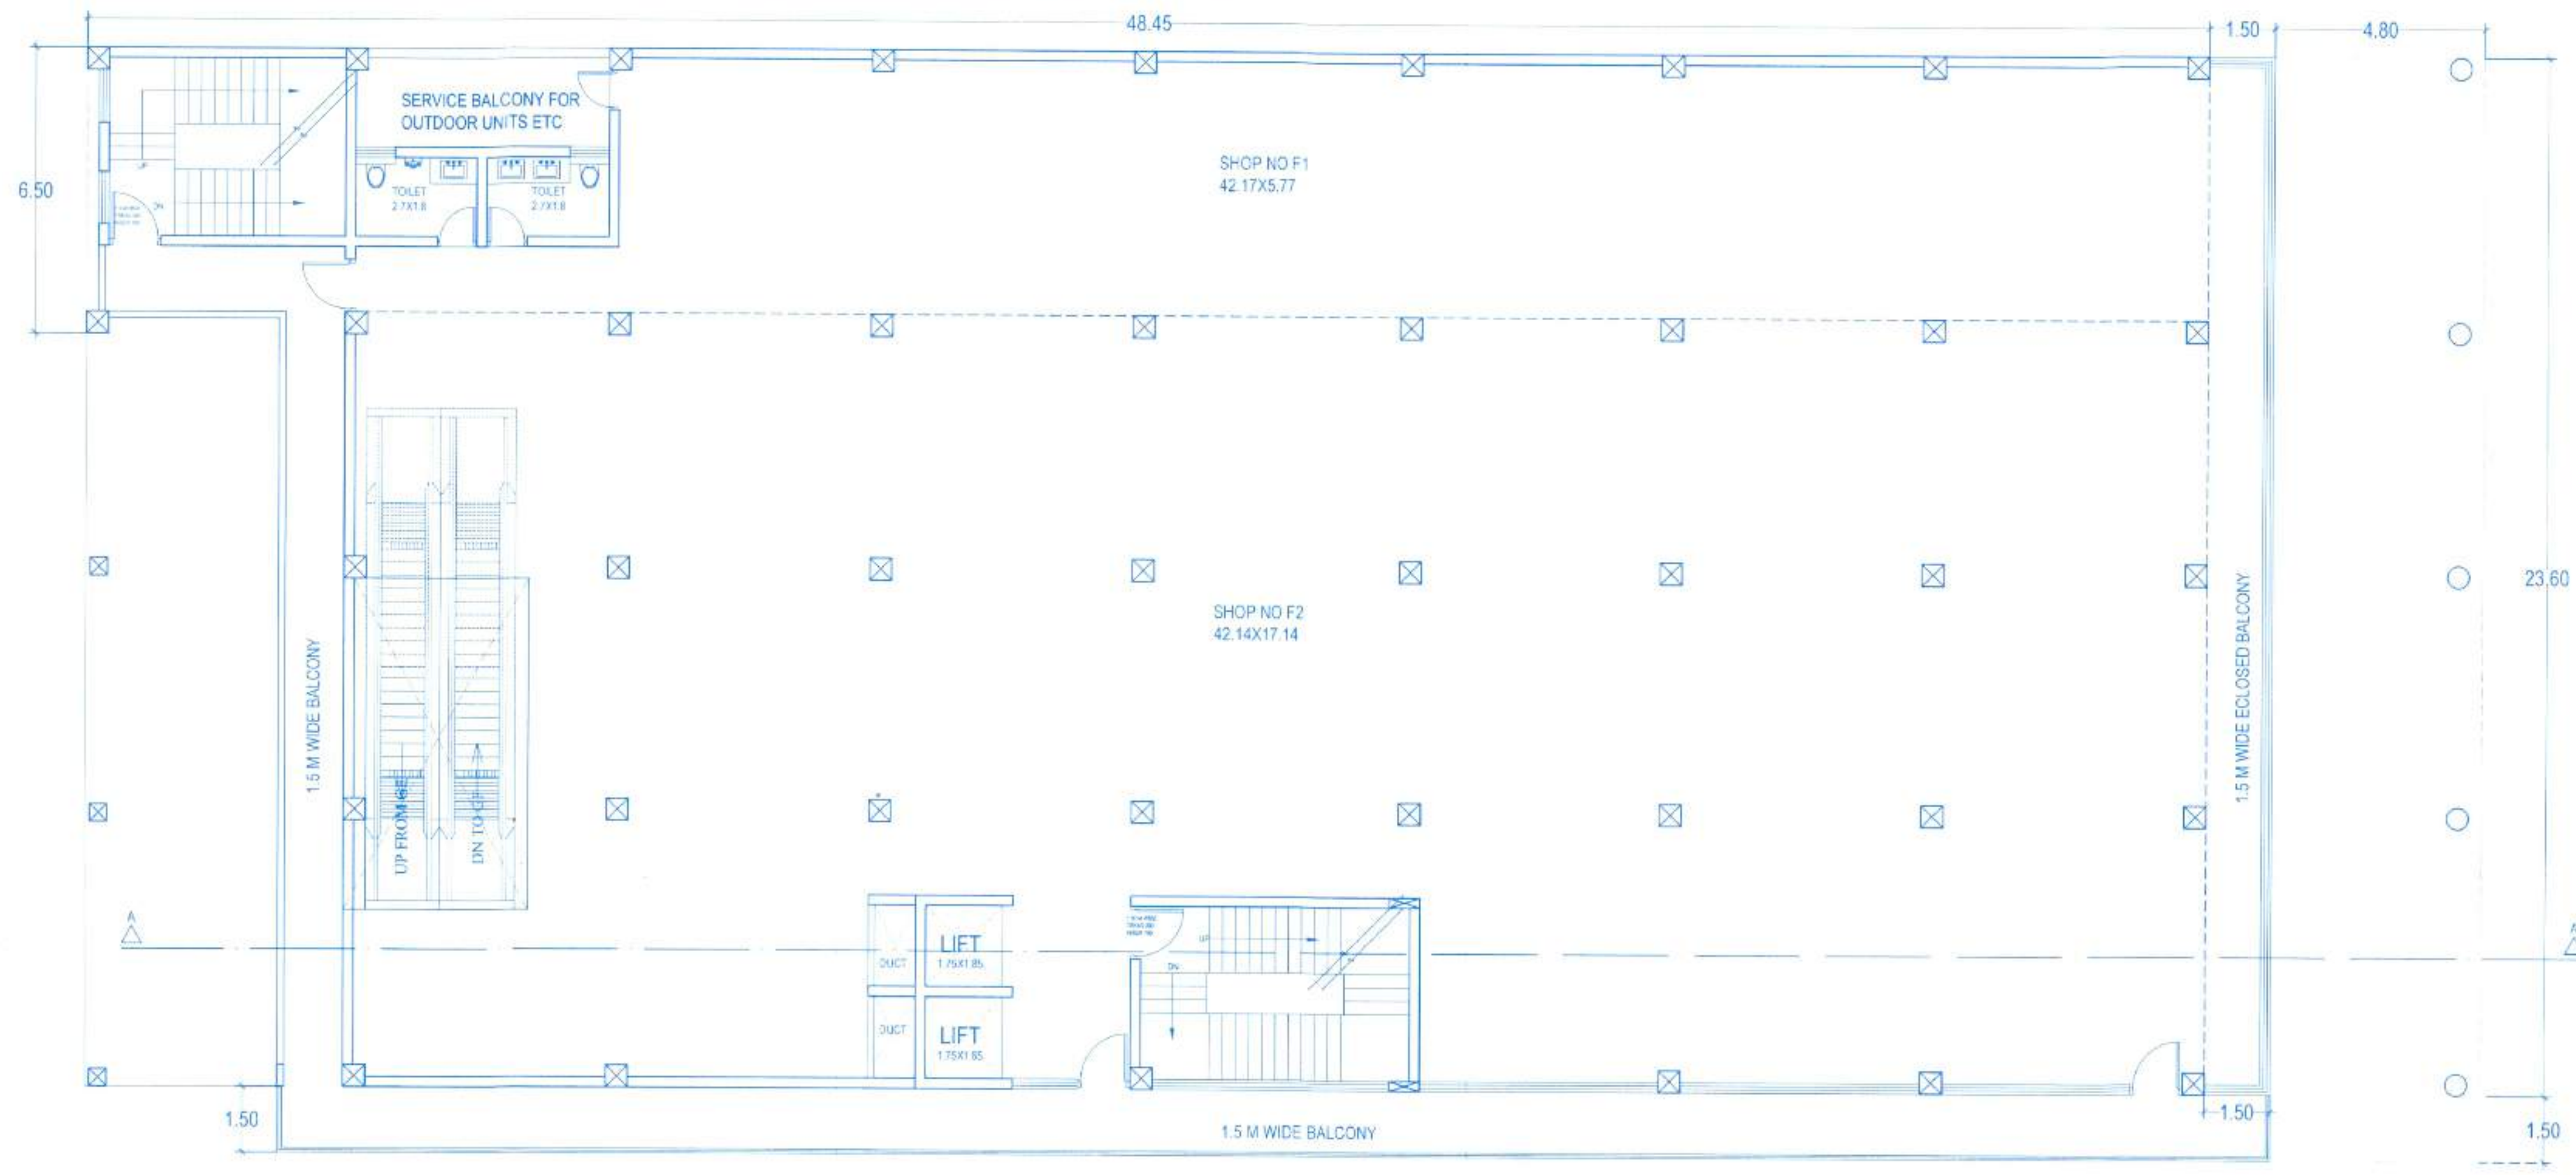 48.45
1.50
4.80
SERVICE BALCONY FOR
OUTDOOR UNITS ETC
SHOP NO F1
42.17X5.77
6.50
UP
TOILET
2.7X1.8
TOILET
2.7X1.8
DN
23.60
SHOP NO F2
42.14X17.14
1.5 M WIDE BALCONY
1.5 M WIDE ECLOSED BALCONY
UP FROM GF
DN TO GF
A
A
DUCT
LIFT
1.75X1.85
UP
DN
DUCT
LIFT
1.50
1.5 M WIDE BALCONY
1.50
1.50